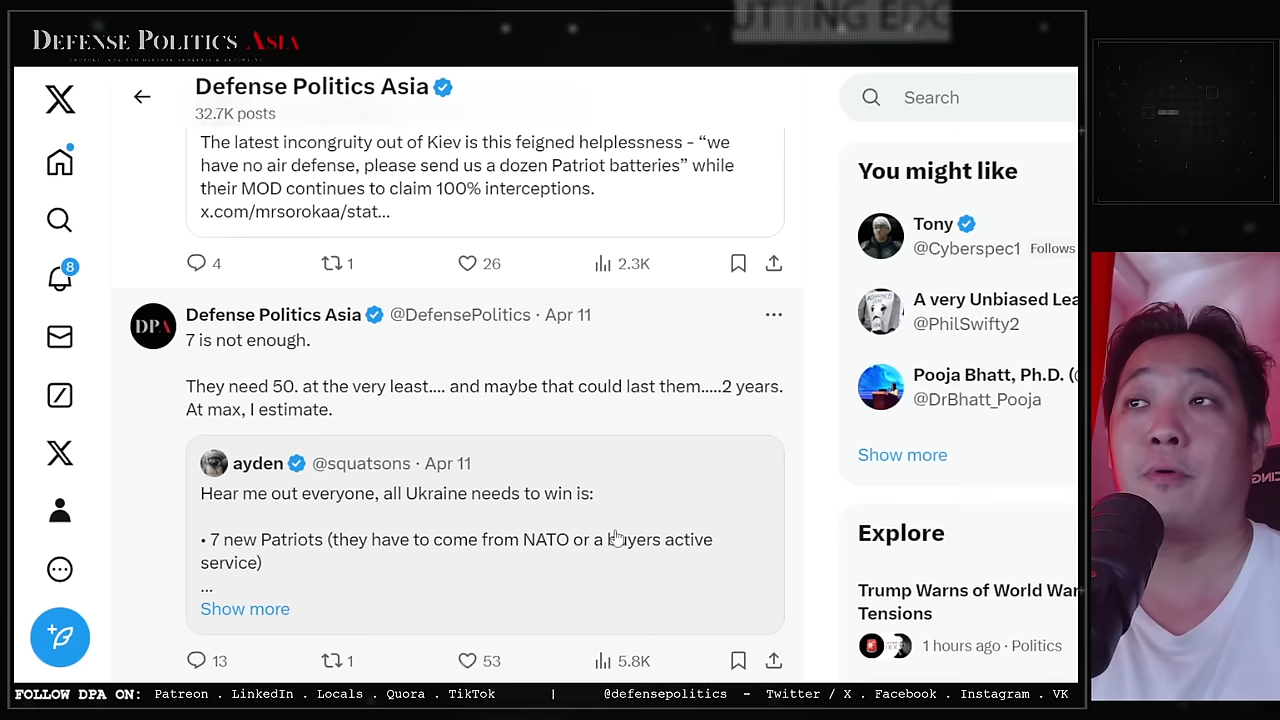 UTTING EDG
DEFENSE POLITICS ASIA
Defense Politics Asia
32.7K posts
Search
The latest incongruity out of Kiev is this feigned helplessness - “we
have no air defense, please send us a dozen Patriot batteries” while
their MOD continues to claim 100% interceptions.
x.com/mrsorokaa/stat...
4
1
26
2.3K
DPA
Defense Politics Asia @DefensePolitics · Apr 11
7 is not enough.
They need 50. at the very least.... and maybe that could last them.....2 years.
At max, I estimate.
ayden @squatsons · Apr 11
Hear me out everyone, all Ukraine needs to win is:
• 7 new Patriots (they have to come from NATO or a buyers active
service)
...
Show more
13
1
53
5.8K
8
You might like
Tony
@Cyberspec1 Follows
A very Unbiased Lea
@PhilSwifty2
Pooja Bhatt, Ph.D. (
@DrBhatt_Pooja
Show more
Explore
Trump Warns of World War
Tensions
1 hours ago · Politics
FOLLOW DPA ON: Patreon . LinkedIn . Locals . Quora . TikTok | @defensepolitics - Twitter / X . Facebook . Instagram . VK